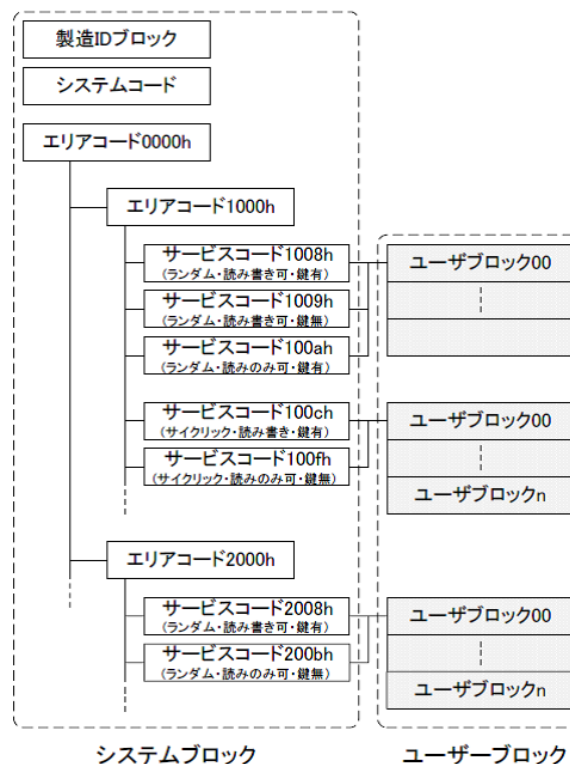 製造IDブロック
システムコード
エリアコード0000h
エリアコード1000h
サービスコード1008h
(ランダム・読み書き可・鍵有)
サービスコード1009h
(ランダム・読み書き可・鍵無)
サービスコード100ah
(ランダム・読みのみ可・鍵有)
ユーザブロック00
サービスコード100ch
(サイクリック・読み書き・鍵有)
サービスコード100fh
(サイクリック・読みのみ可・鍵無)
ユーザブロック00
ユーザブロックn
エリアコード2000h
サービスコード2008h
(ランダム・読み書き可・鍵有)
サービスコード200bh
(ランダム・読みのみ可・鍵無)
ユーザブロック00
ユーザブロックn
システムブロック
ユーザーブロック